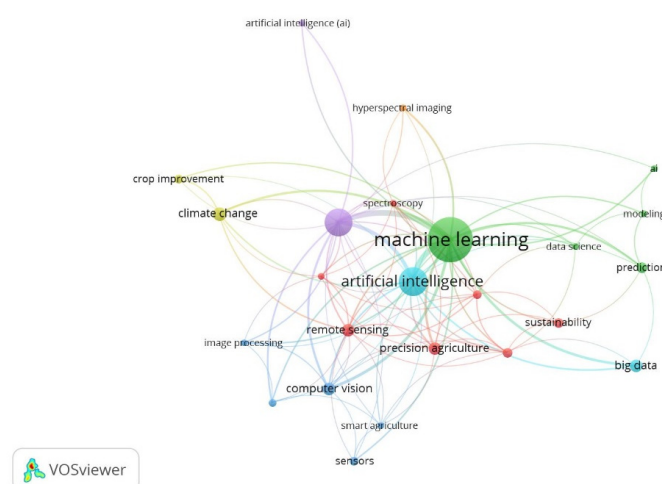 artificial intelligence (ai)
hyperspectral imaging
ai
crop improvement
spectroscopy
climate change
modeling
machine learning
data science
prediction
artificial intelligence
remote sensing
sustainability
image processing
precision agriculture
big data
computer vision
smart agriculture
sensors
VOSviewer